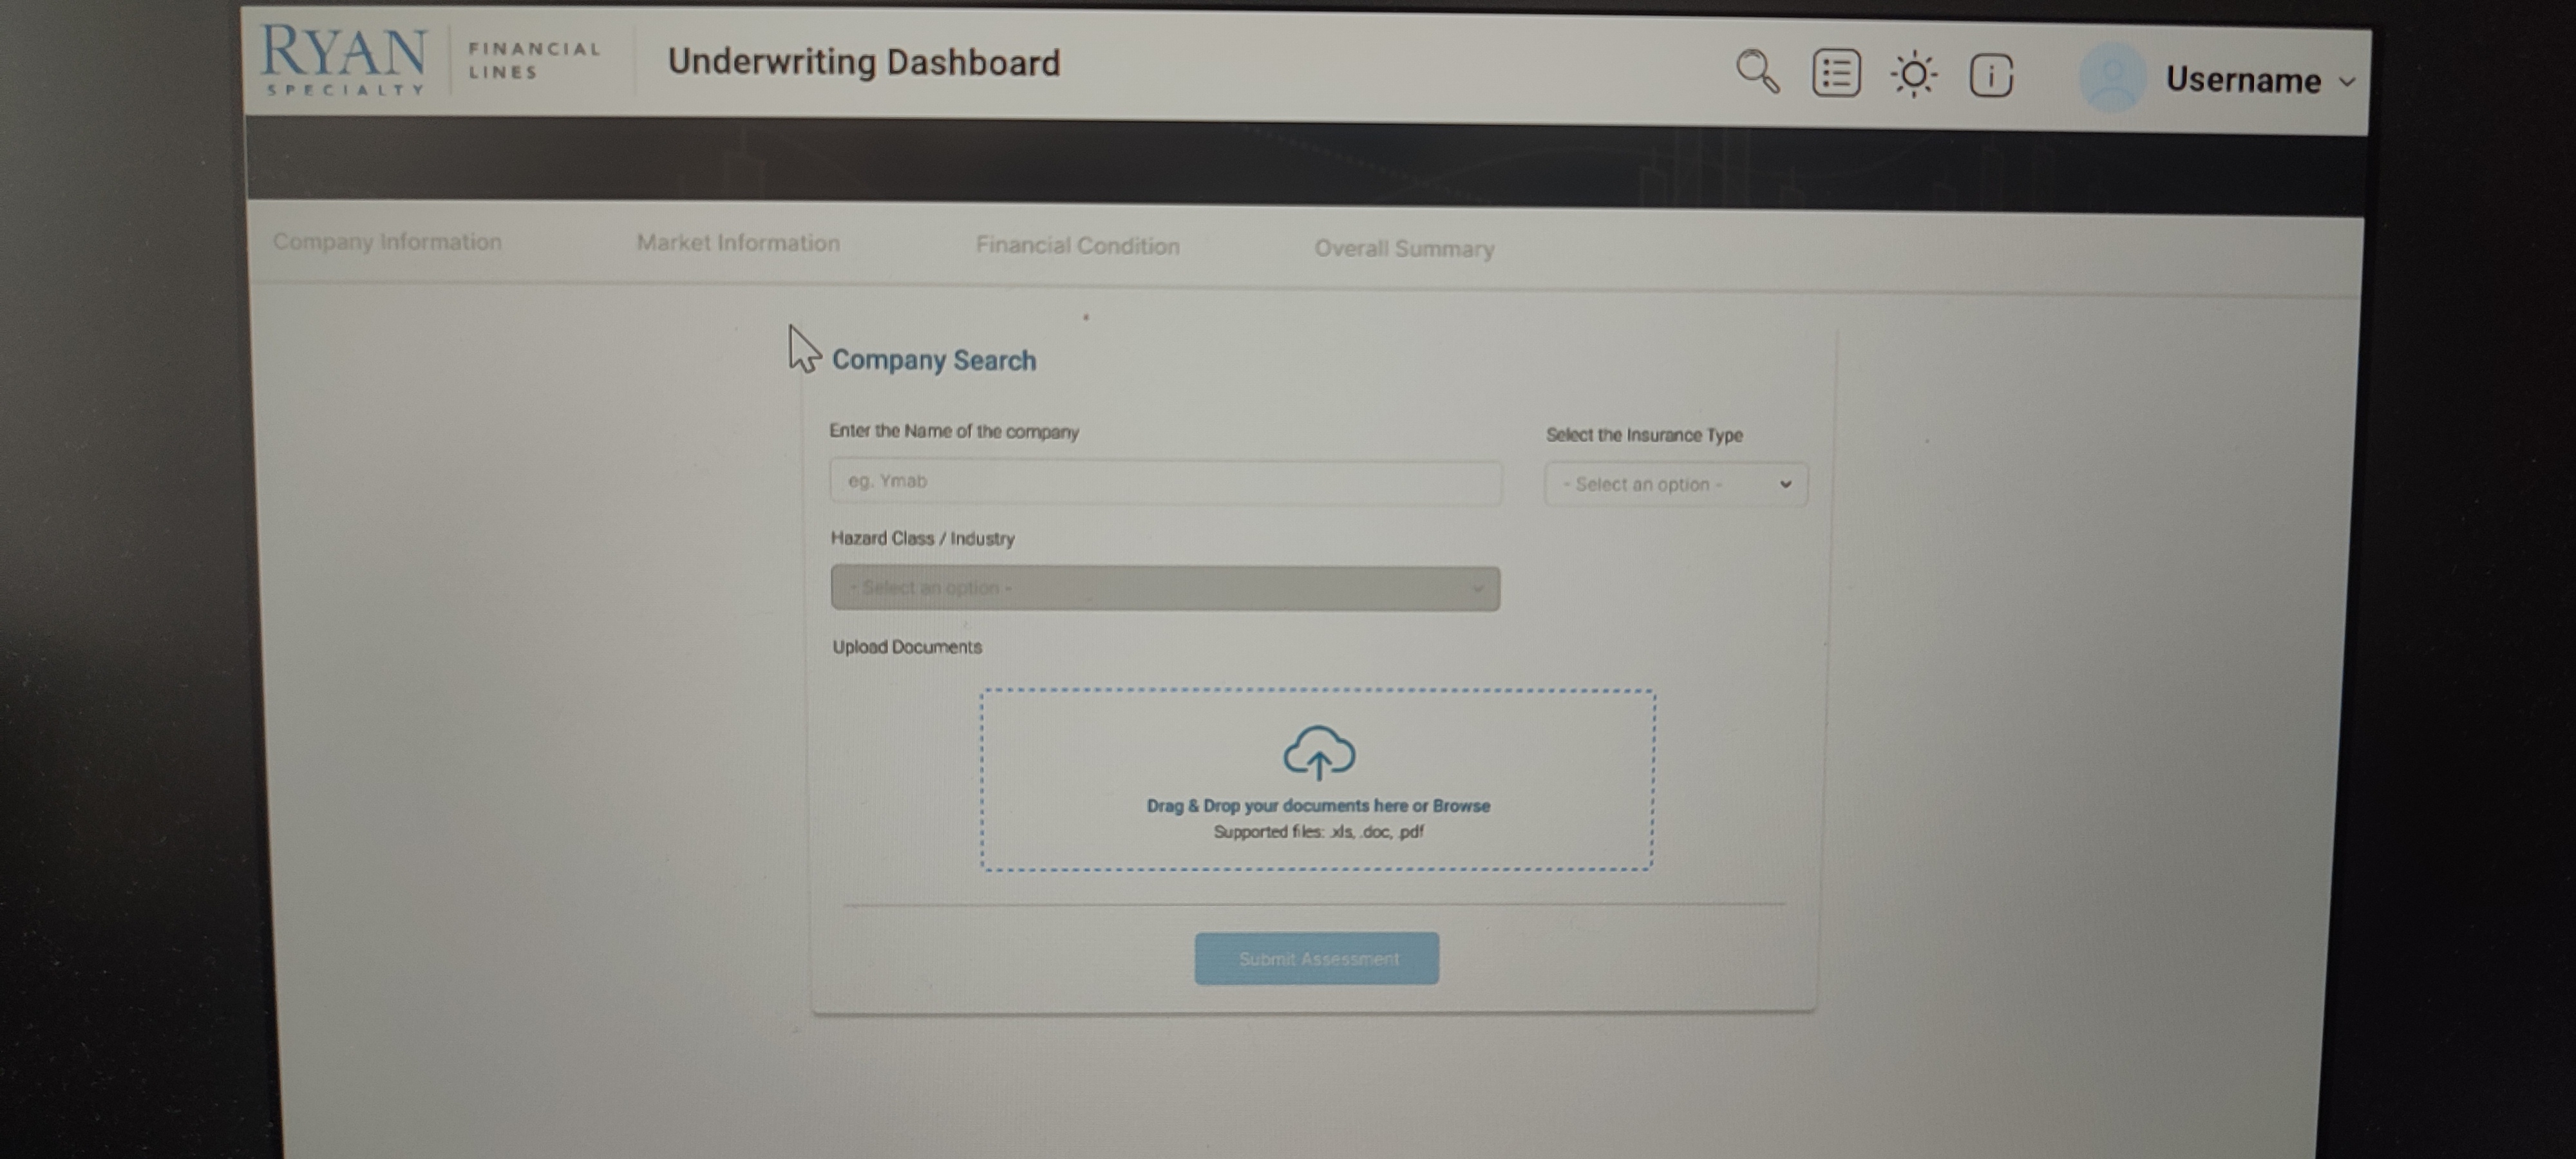 RYAN
SPECIALTY
FINANCIAL
LINES
Underwriting Dashboard
Username
Company Information
Market Information
Financial Condition
Overall Summary
Company Search
Enter the Name of the company
Select the Insurance Type
eg. Ymab
- Select an option -
Hazard Class / Industry
- Select an option -
Upload Documents
Drag & Drop your documents here or Browse
Supported files: .xls, .doc, .pdf
Submit Assessment